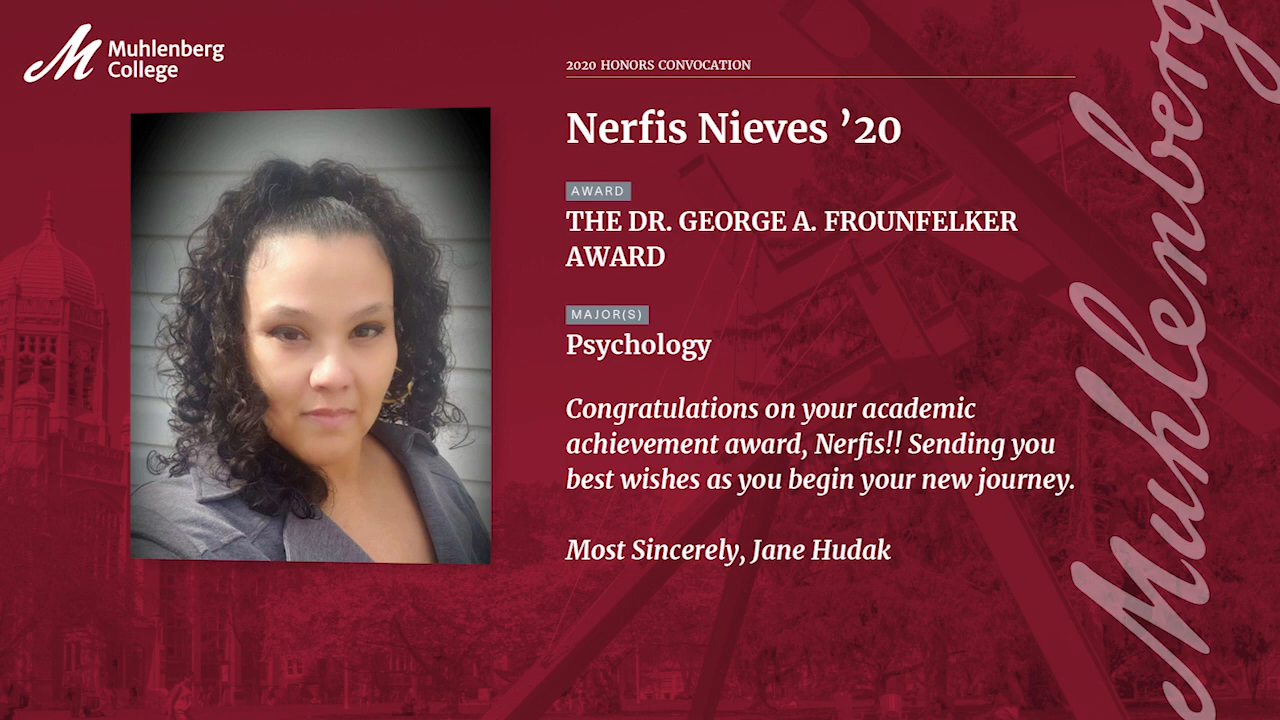 Muhlenberg
College
2020 HONORS CONVOCATION
Nerfis Nieves ’20
AWARD
THE DR. GEORGE A. FROUNFELKER
AWARD
MAJOR(S)
Psychology
Congratulations on your academic
achievement award, Nerfis!! Sending you
best wishes as you begin your new journey.
Most Sincerely, Jane Hudak
Muhlenberg